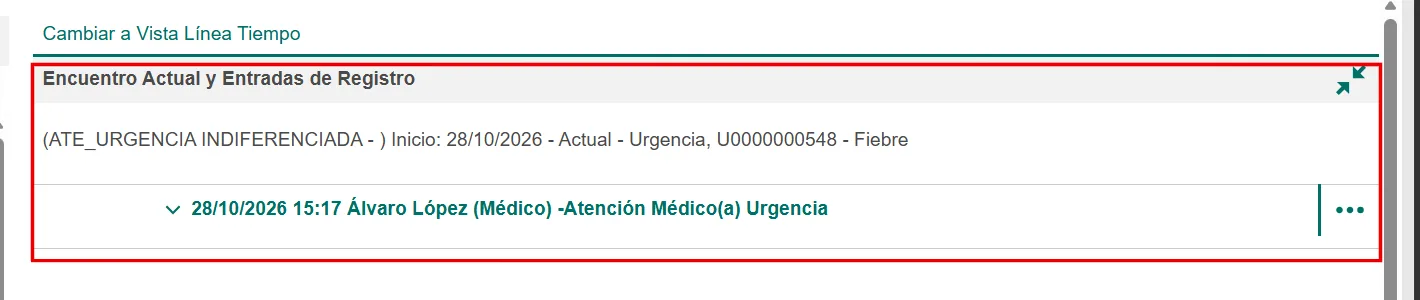 Cambiar a Vista Línea Tiempo
Encuentro Actual y Entradas de Registro
(ATE_URGENCIA INDIFERENCIADA - ) Inicio: 28/10/2026 - Actual - Urgencia, U0000000548 - Fiebre
28/10/2026 15:17 Álvaro López (Médico) -Atención Médico(a) Urgencia